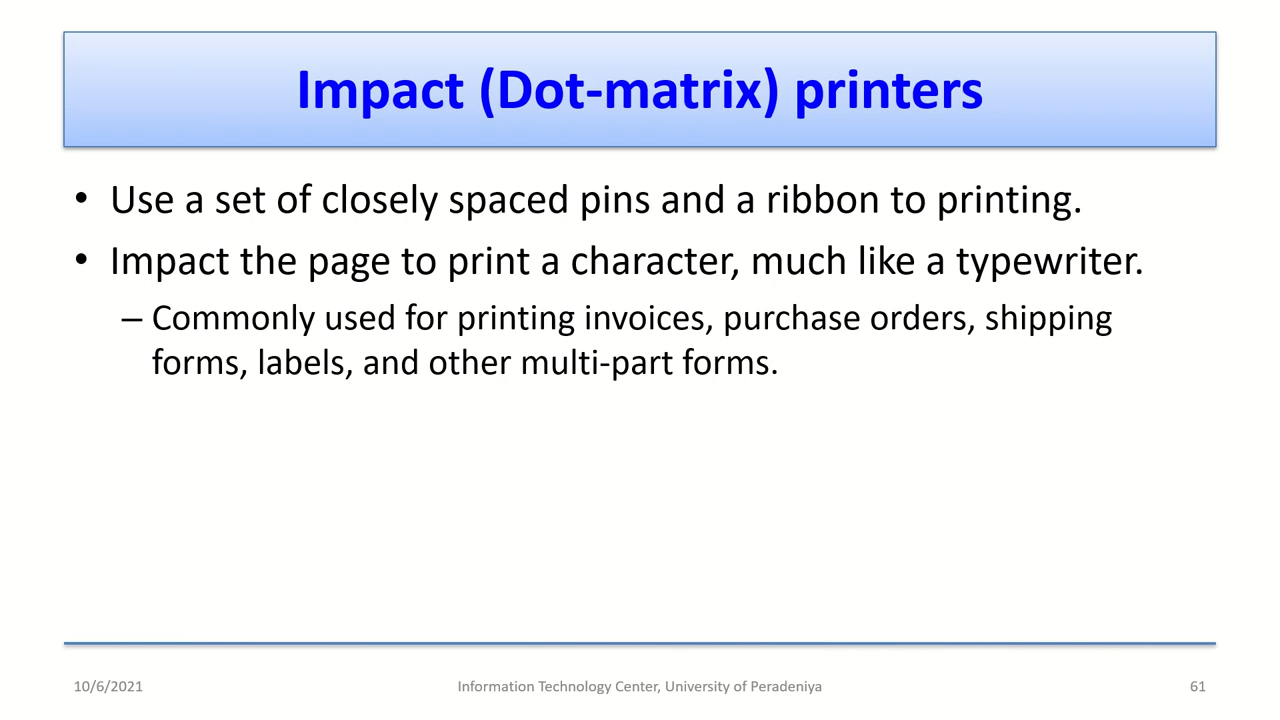 Impact (Dot-matrix) printers
• Use a set of closely spaced pins and a ribbon to printing.
• Impact the page to print a character, much like a typewriter.
– Commonly used for printing invoices, purchase orders, shipping
forms, labels, and other multi-part forms.
10/6/2021
Information Technology Center, University of Peradeniya
61